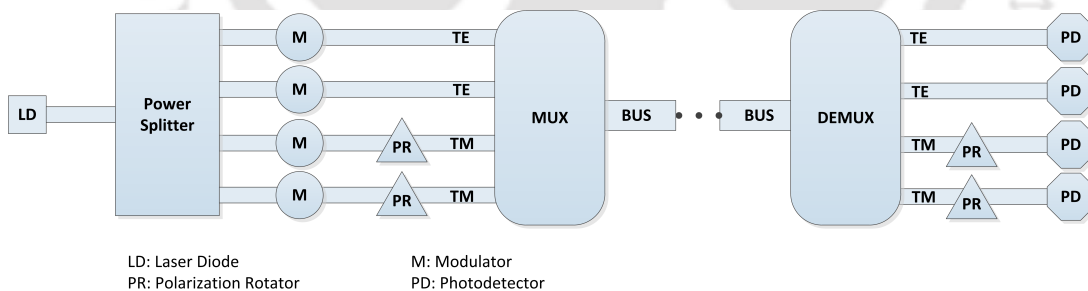 M TE TE PD
M TE TE PD
LD Power Splitter MUX BUS BUS DEMUX
M PR TM TM PR PD
M PR TM TM PR PD
LD: Laser Diode M: Modulator
PR: Polarization Rotator PD: Photodetector